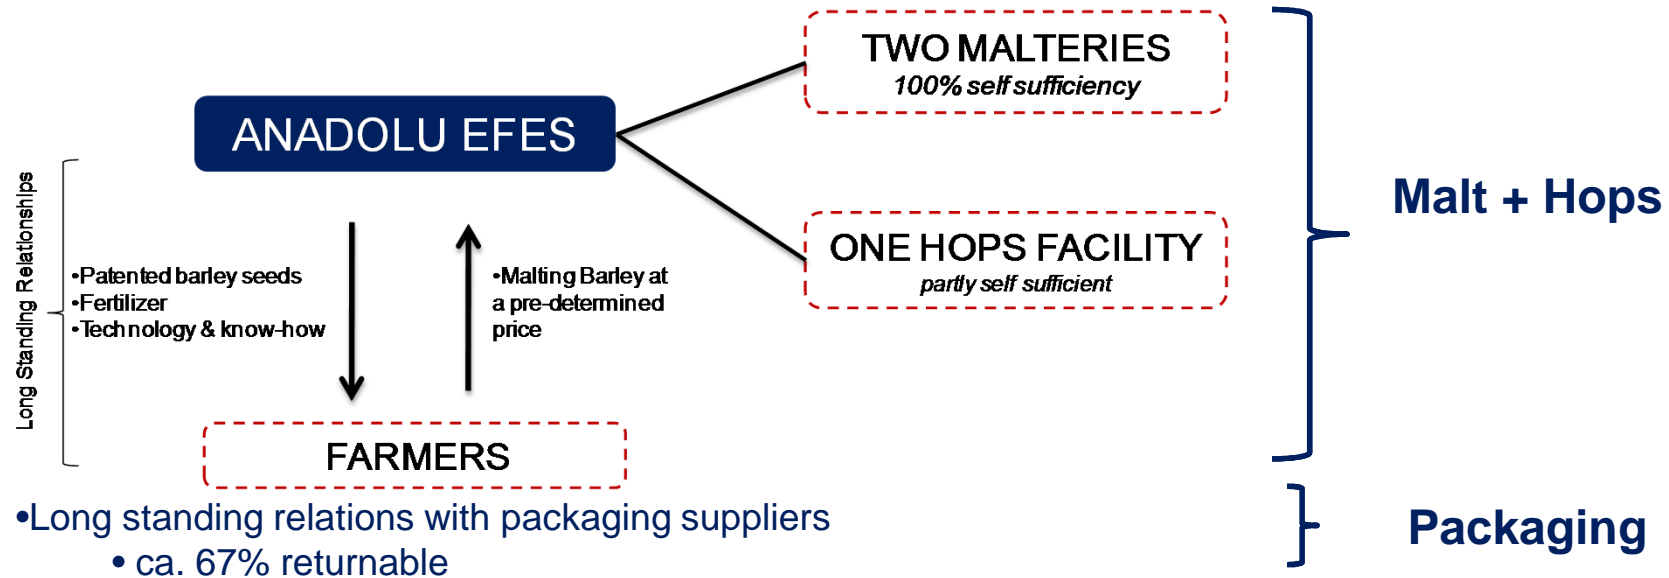 TWO MALTERIES
100% self sufficiency
ANADOLU EFES
Malt + Hops
ONE HOPS FACILITY
partly self sufficient
Long Standing Relationships
•Patented barley seeds
•Fertilizer
•Technology & know-how
•Malting Barley at
a pre-determined
price
FARMERS
•Long standing relations with packaging suppliers
• ca. 67% returnable
Packaging